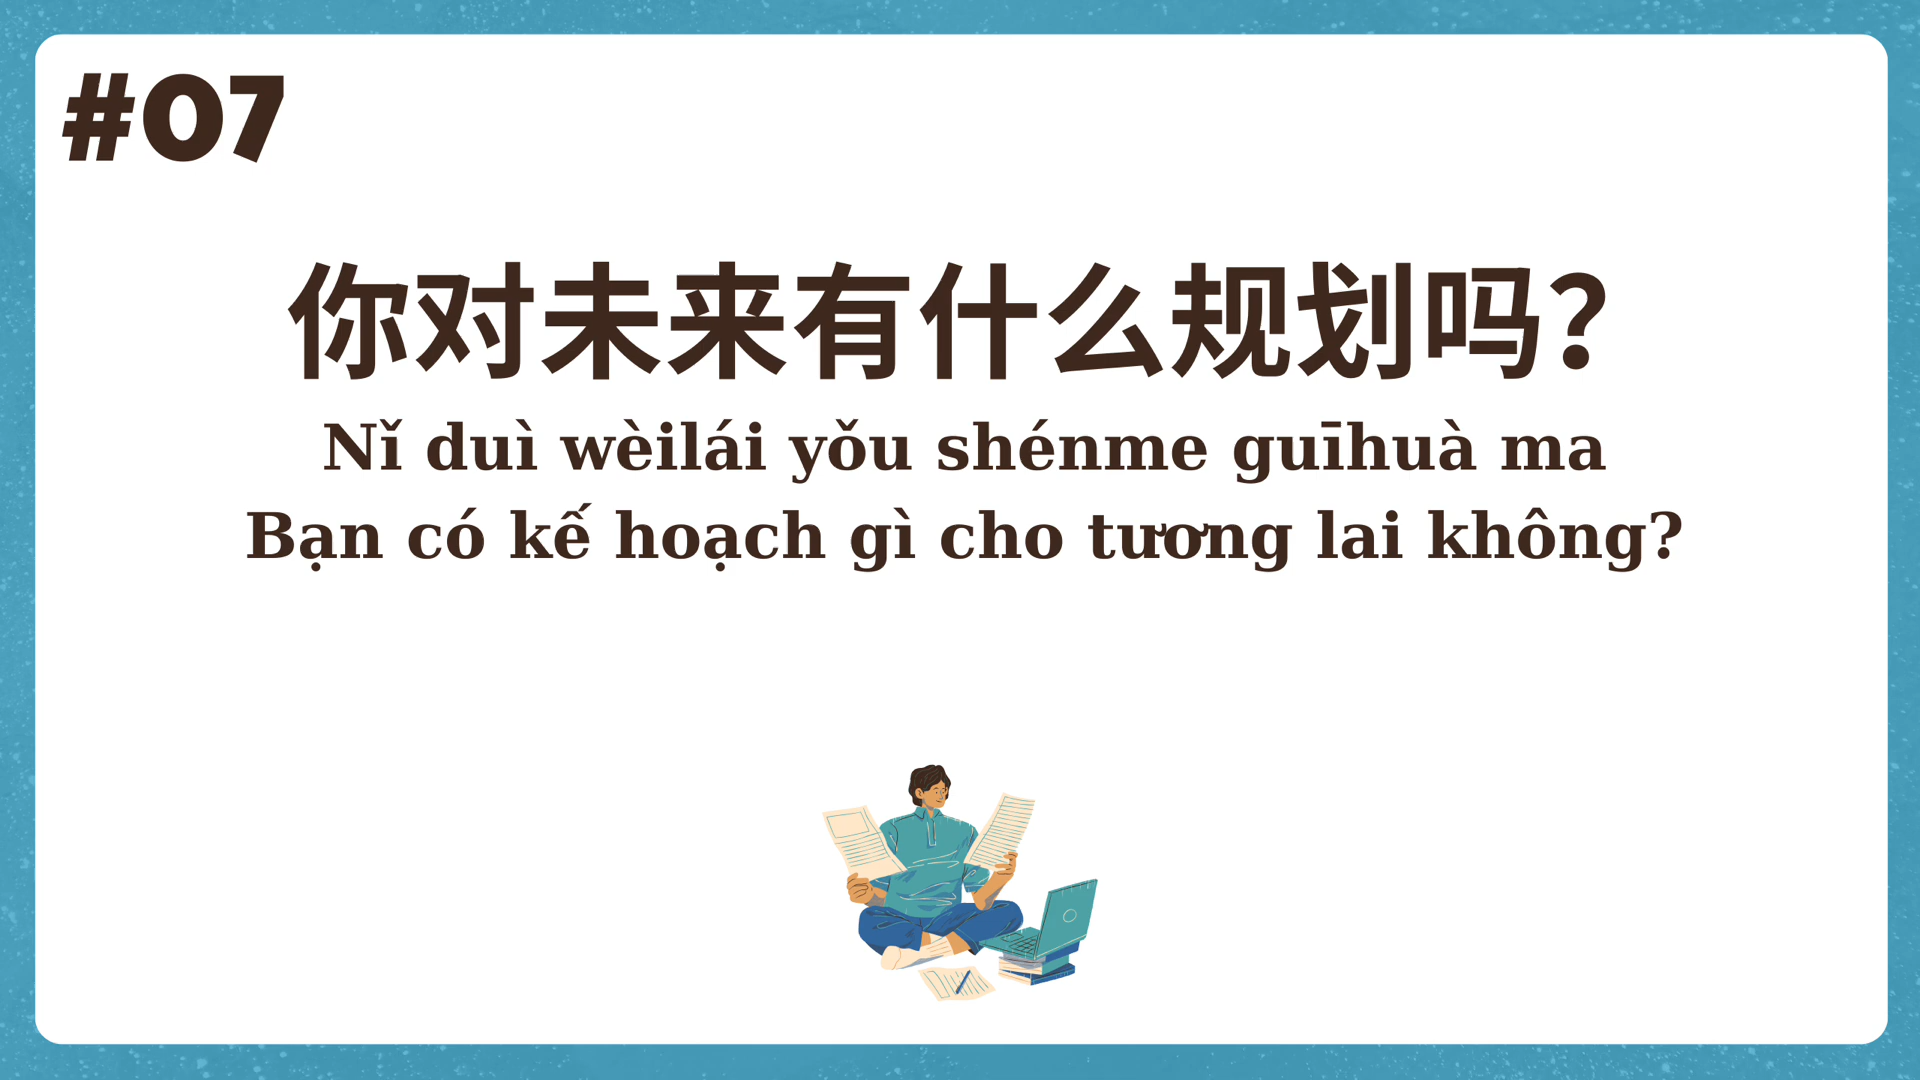 #07
你对未来有什么规划吗?
Nǐ duì wèilái yǒu shénme guīhuà ma
Bạn có kế hoạch gì cho tương lai không?